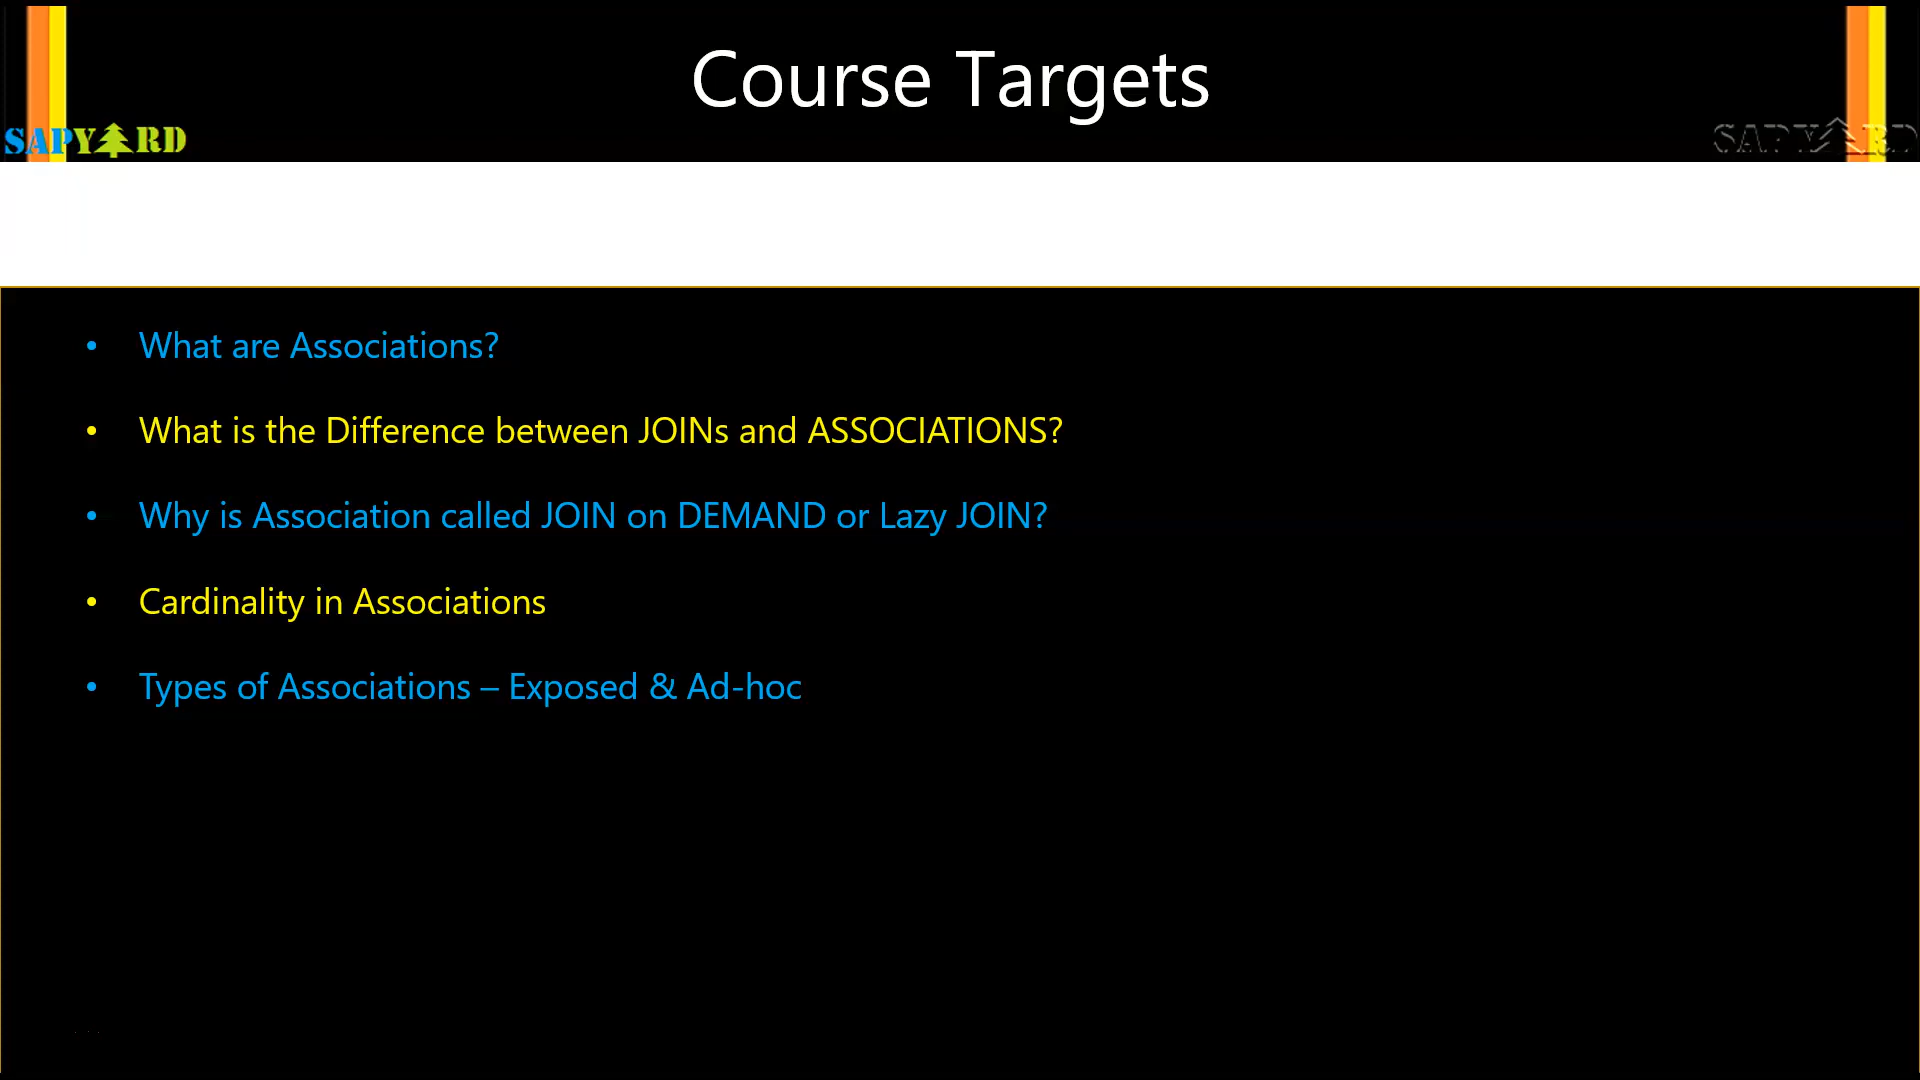 Course Targets
SAPYARD
SAPYARD
• What are Associations?
• What is the Difference between JOINs and ASSOCIATIONS?
• Why is Association called JOIN on DEMAND or Lazy JOIN?
• Cardinality in Associations
• Types of Associations – Exposed & Ad-hoc